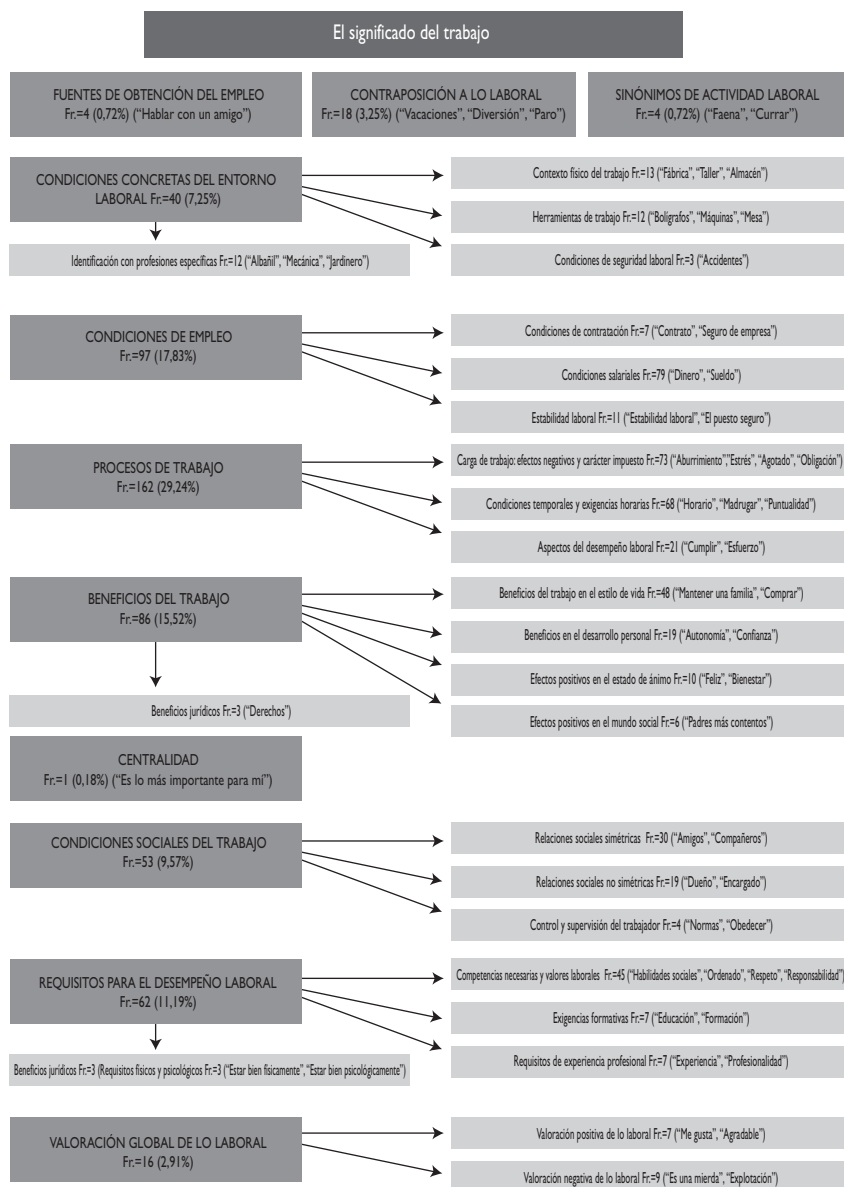 El significado del trabajo
FUENTES DE OBTENCIÓN DEL EMPLEO
Fr.=4 (0,72%) (“Hablar con un amigo”)
CONTRAPOSICIÓN A LO LABORAL
Fr.=18 (3,25%) (“Vacaciones”, “Diversión”, “Paro”)
SINÓNIMOS DE ACTIVIDAD LABORAL
Fr.=4 (0,72%) (“Faena”, “Currar”)
CONDICIONES CONCRETAS DEL ENTORNO
LABORAL Fr.=40 (7,25%)
Contexto físico del trabajo Fr.=13 (“Fábrica”, “Taller”, “Almacén”)
Herramientas de trabajo Fr.=12 (“Bolígrafos”, “Máquinas”, “Mesa”)
Condiciones de seguridad laboral Fr.=3 (“Accidentes”)
Identificación con profesiones específicas Fr.=12 (“Albañil”, “Mecánica”, “Jardinero”)
CONDICIONES DE EMPLEO
Fr.=97 (17,83%)
Condiciones de contratación Fr.=7 (“Contrato”, “Seguro de empresa”)
Condiciones salariales Fr.=79 (“Dinero”, “Sueldo”)
Estabilidad laboral Fr.=11 (“Estabilidad laboral”, “El puesto seguro”)
PROCESOS DE TRABAJO
Fr.=162 (29,24%)
Carga de trabajo: efectos negativos y carácter impuesto Fr.=73 (“Aburrimiento”,“Estrés”, “Agotado”, “Obligación”)
Condiciones temporales y exigencias horarias Fr.=68 (“Horario”, “Madrugar”, “Puntualidad”)
Aspectos del desempeño laboral Fr.=21 (“Cumplir”, “Esfuerzo”)
BENEFICIOS DEL TRABAJO
Fr.=86 (15,52%)
Beneficios del trabajo en el estilo de vida Fr.=48 (“Mantener una familia”, “Comprar”)
Beneficios en el desarrollo personal Fr.=19 (“Autonomía”, “Confianza”)
Efectos positivos en el estado de ánimo Fr.=10 (“Feliz”, “Bienestar”)
Efectos positivos en el mundo social Fr.=6 (“Padres más contentos”)
Beneficios jurídicos Fr.=3 (“Derechos”)
CENTRALIDAD
Fr.=1 (0,18%) (“Es lo más importante para mí”)
CONDICIONES SOCIALES DEL TRABAJO
Fr.=53 (9,57%)
Relaciones sociales simétricas Fr.=30 (“Amigos”, “Compañeros”)
Relaciones sociales no simétricas Fr.=19 (“Dueño”, “Encargado”)
Control y supervisión del trabajador Fr.=4 (“Normas”, “Obedecer”)
REQUISITOS PARA EL DESEMPEÑO LABORAL
Fr.=62 (11,19%)
Competencias necesarias y valores laborales Fr.=45 (“Habilidades sociales”, “Ordenado”, “Respeto”, “Responsabilidad”)
Exigencias formativas Fr.=7 (“Educación”, “Formación”)
Requisitos de experiencia profesional Fr.=7 (“Experiencia”, “Profesionalidad”)
Beneficios jurídicos Fr.=3 (Requisitos físicos y psicológicos Fr.=3 (“Estar bien físicamente”, “Estar bien psicológicamente”)
VALORACIÓN GLOBAL DE LO LABORAL
Fr.=16 (2,91%)
Valoración positiva de lo laboral Fr.=7 (“Me gusta”, “Agradable”)
Valoración negativa de lo laboral Fr.=9 (“Es una mierda”, “Explotación”)